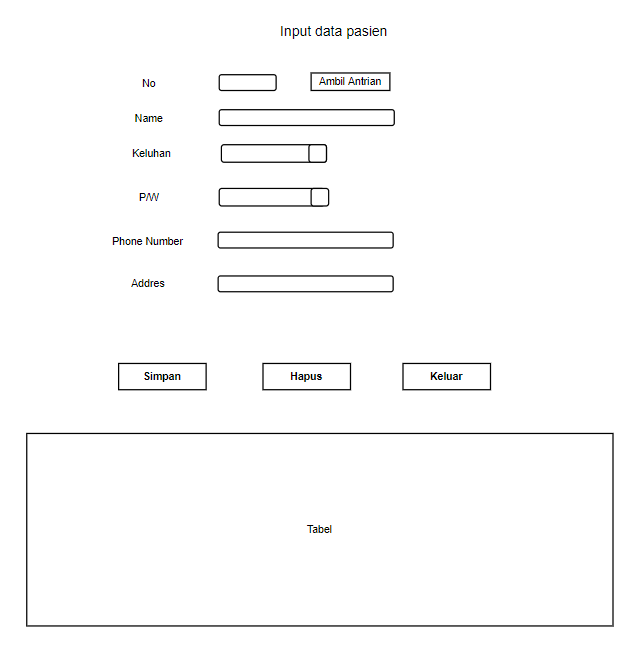 Input data pasien
No
Ambil Antrian
Name
Keluhan
P/W
Phone Number
Addres
Simpan
Hapus
Keluar
Tabel